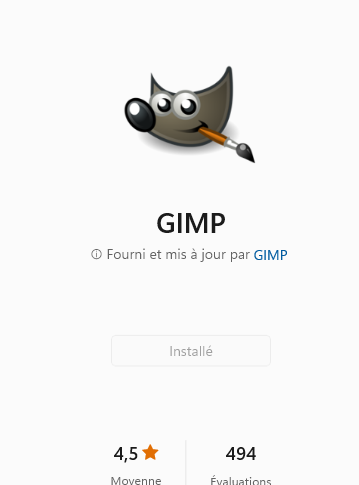 GIMP
Fourni et mis à jour par GIMP
Installé
4,5 494
Moyenne Évaluations